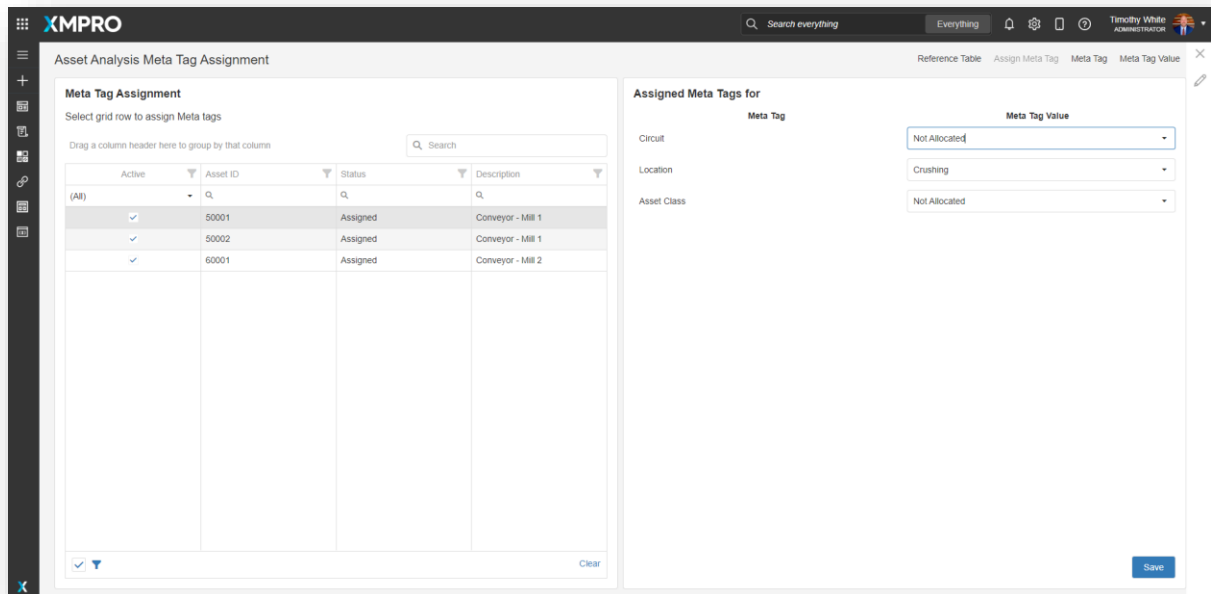 XMPRO
Search everything
Everything
Timothy White
ADMINISTRATOR
Asset Analysis Meta Tag Assignment
Reference Table Assign Meta Tag Meta Tag Meta Tag Value
Meta Tag Assignment
Select grid row to assign Meta tags
Drag a column header here to group by that column
Search
Active Asset ID Status Description
(All)
50001 Assigned Conveyor - Mill 1
50002 Assigned Conveyor - Mill 1
60001 Assigned Conveyor - Mill 2
Clear
Assigned Meta Tags for
Meta Tag Meta Tag Value
Circuit Not Allocated
Location Crushing
Asset Class Not Allocated
Save
X